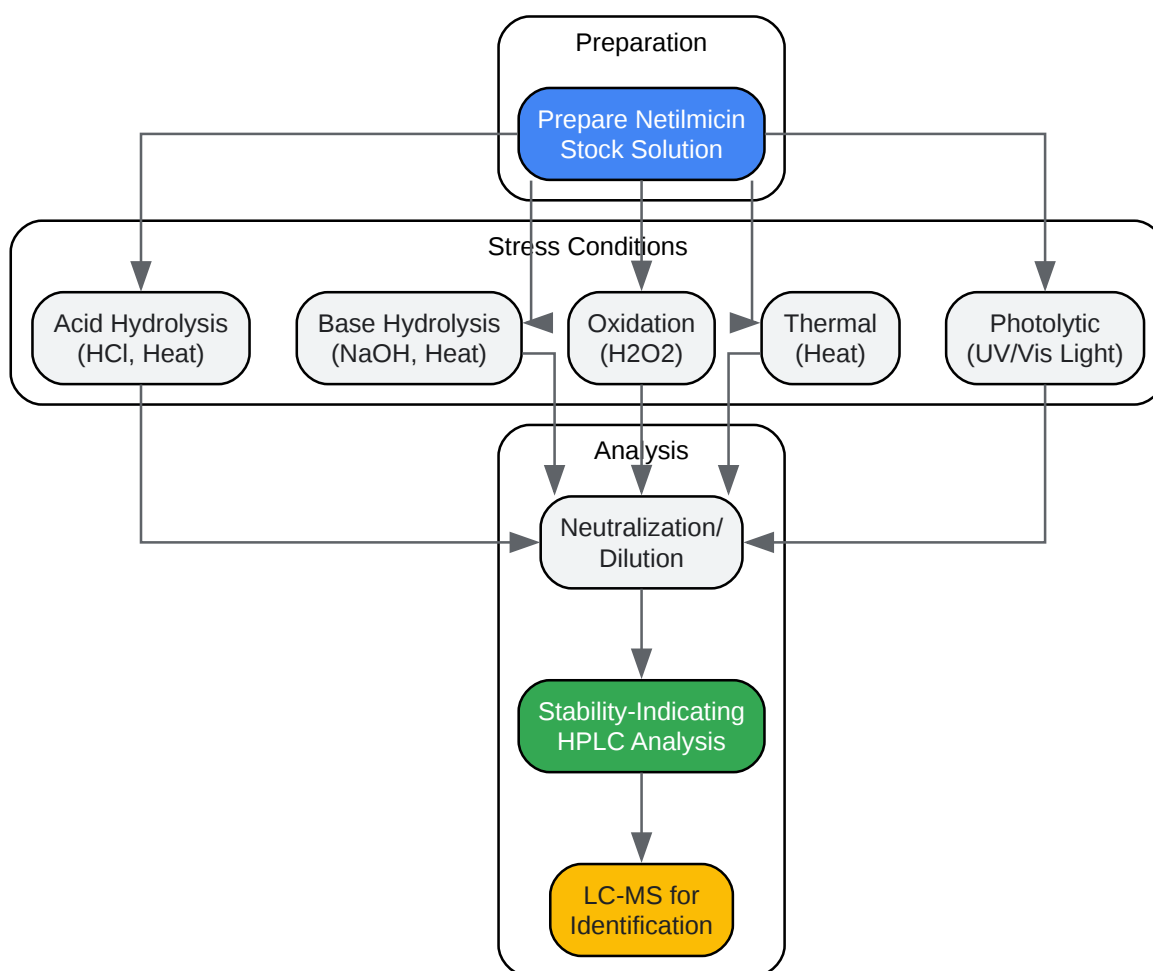 Preparation
Prepare Netilmicin
Stock Solution
Stress Conditions
Acid Hydrolysis
(HCl, Heat)
Base Hydrolysis
(NaOH, Heat)
Oxidation
(H2O2)
Thermal
(Heat)
Photolytic
(UV/Vis Light)
Analysis
Neutralization/
Dilution
Stability-Indicating
HPLC Analysis
LC-MS for
Identification